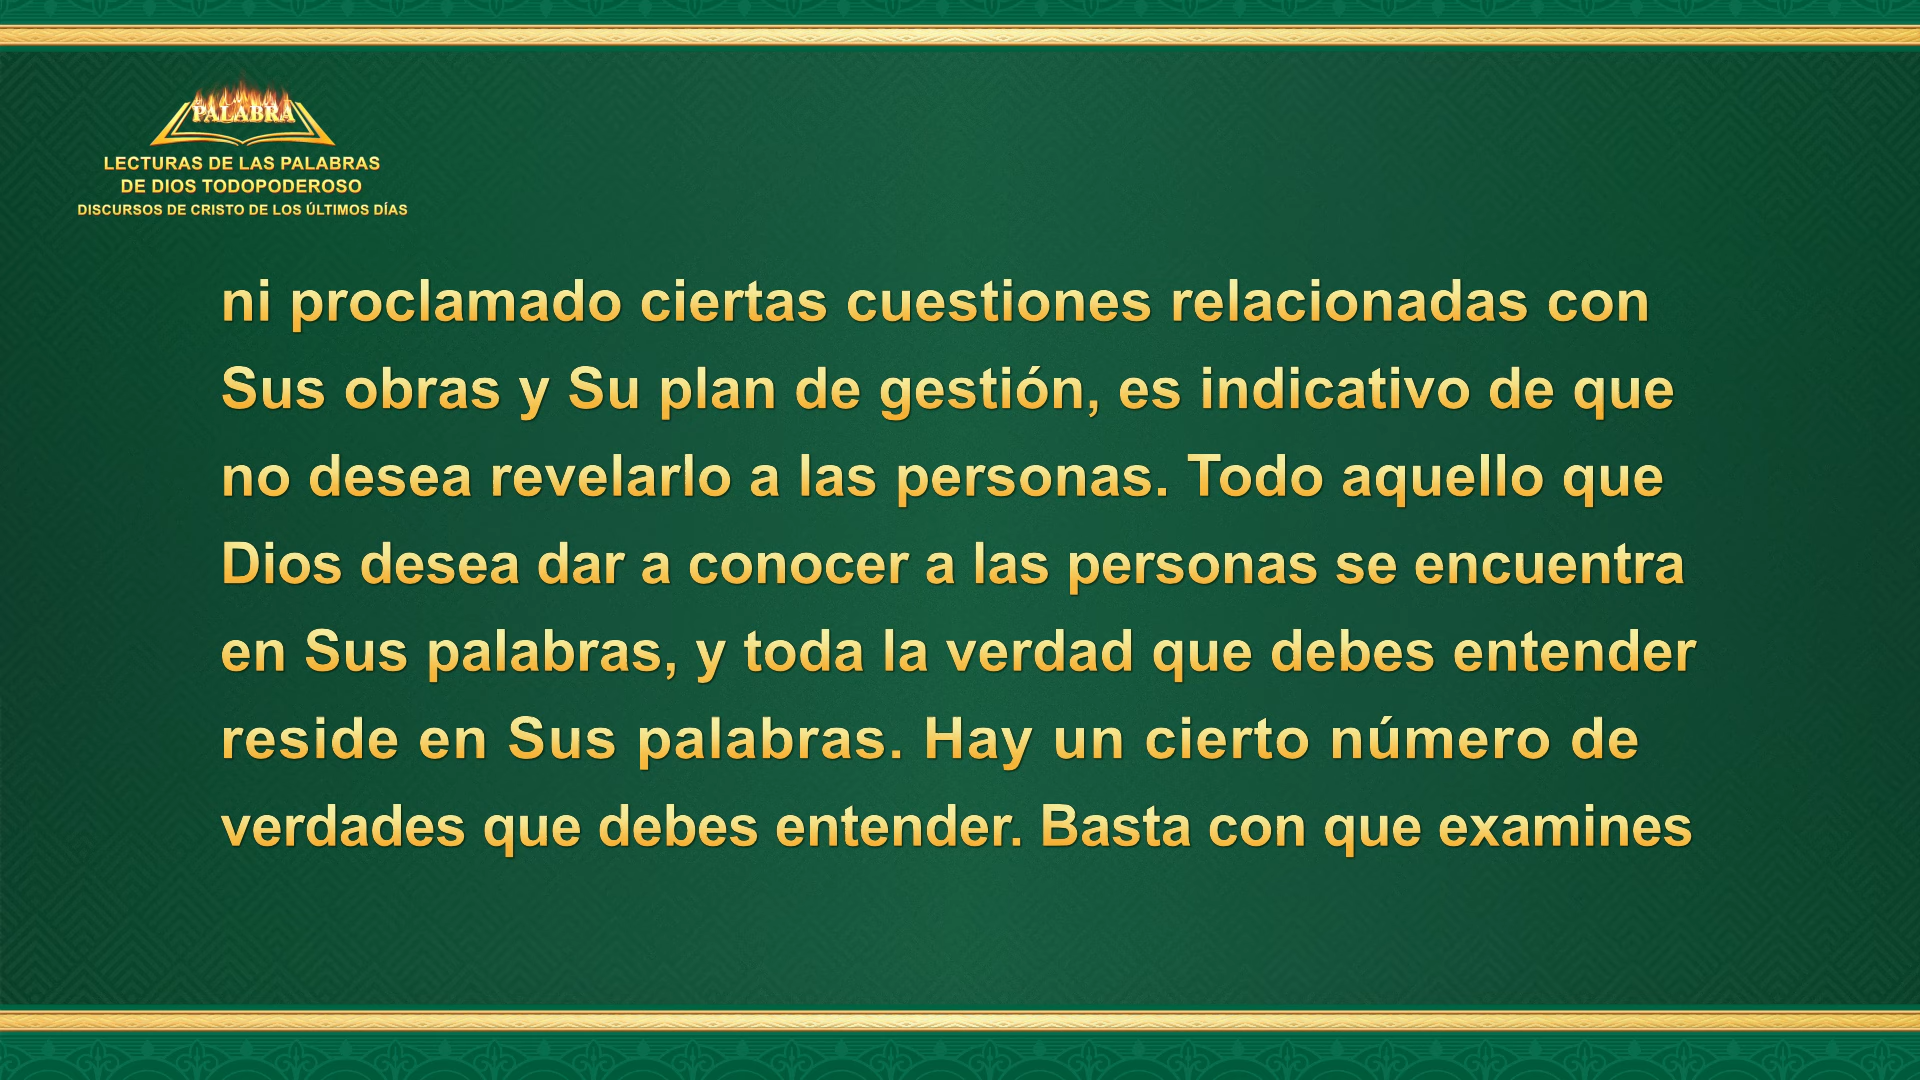 PALABRA
LECTURAS DE LAS PALABRAS
DE DIOS TODOPODEROSO
DISCURSOS DE CRISTO DE LOS ÚLTIMOS DÍAS
ni proclamado ciertas cuestiones relacionadas con
Sus obras y Su plan de gestión, es indicativo de que
no desea revelarlo a las personas. Todo aquello que
Dios desea dar a conocer a las personas se encuentra
en Sus palabras, y toda la verdad que debes entender
reside en Sus palabras. Hay un cierto número de
verdades que debes entender. Basta con que examines